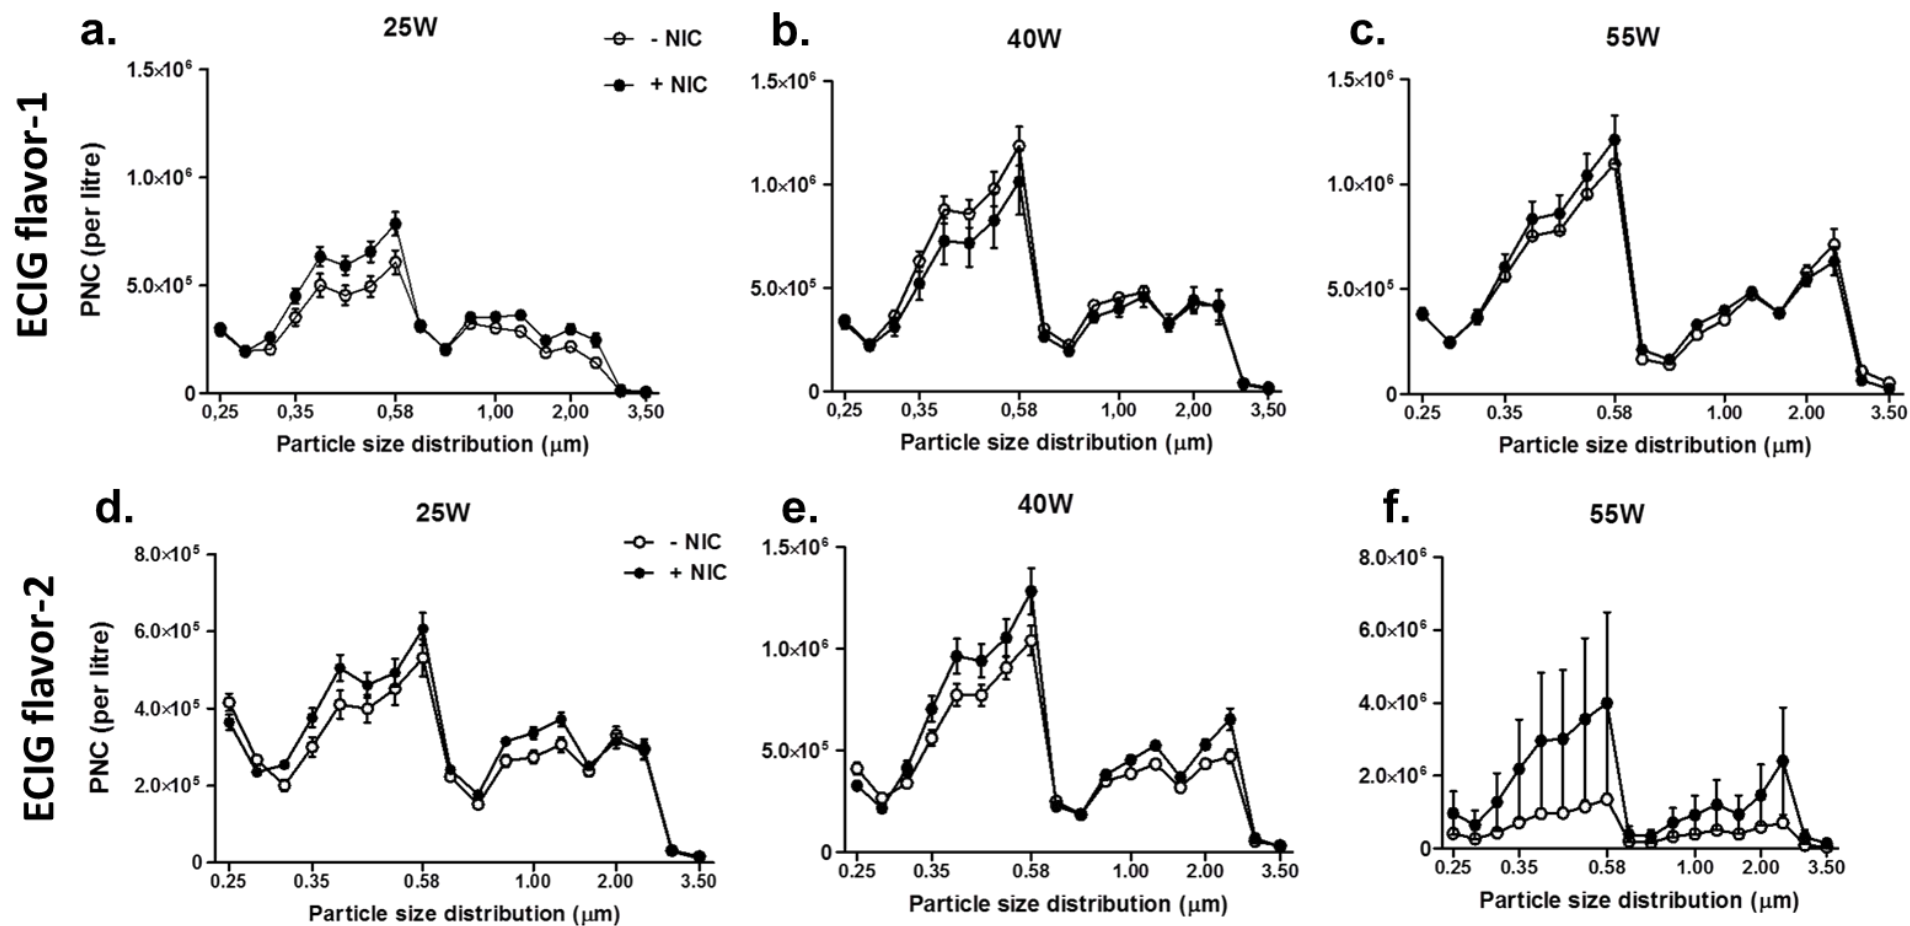 a.
25W
- NIC
+ NIC
ECIG flavor-1
PNC (per litre)
1.5×10⁶
1.0×10⁶
5.0×10⁵
0
0,25
0,35
0,58
1,00
2,00
3,50
Particle size distribution (μm)
b.
40W
1.5×10⁶
1.0×10⁶
5.0×10⁵
0
0,25
0,35
0,58
1,00
2,00
3,50
Particle size distribution (μm)
c.
55W
1.5×10⁶
1.0×10⁶
5.0×10⁵
0
0.25
0.35
0.58
1.00
2.00
3.50
Particle size distribution (μm)
d.
25W
- NIC
+ NIC
ECIG flavor-2
PNC (per litre)
8.0×10⁵
6.0×10⁵
4.0×10⁵
2.0×10⁵
0
0.25
0.35
0.58
1.00
2.00
3.50
Particle size distribution (μm)
e.
40W
1.5×10⁶
1.0×10⁶
5.0×10⁵
0
0.25
0.35
0.58
1.00
2.00
3.50
Particle size distribution (μm)
f.
55W
8.0×10⁶
6.0×10⁶
4.0×10⁶
2.0×10⁶
0
0.25
0.35
0.58
1.00
2.00
3.50
Particle size distribution (μm)